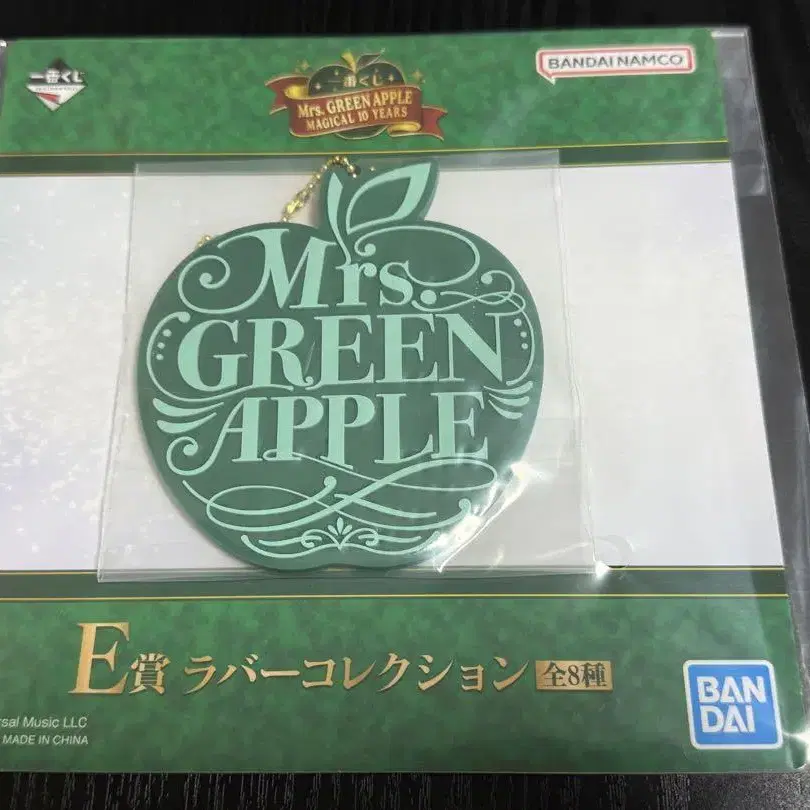 一番くじ
一番くじ
Mrs. GREEN APPLE
MAGICAL 10 YEARS
BANDAI NAMCO
Mrs.
GREEN
APPLE
E賞 ラバーコレクション 全8種
BAN
DAI
Music LLC
MADE IN CHINA